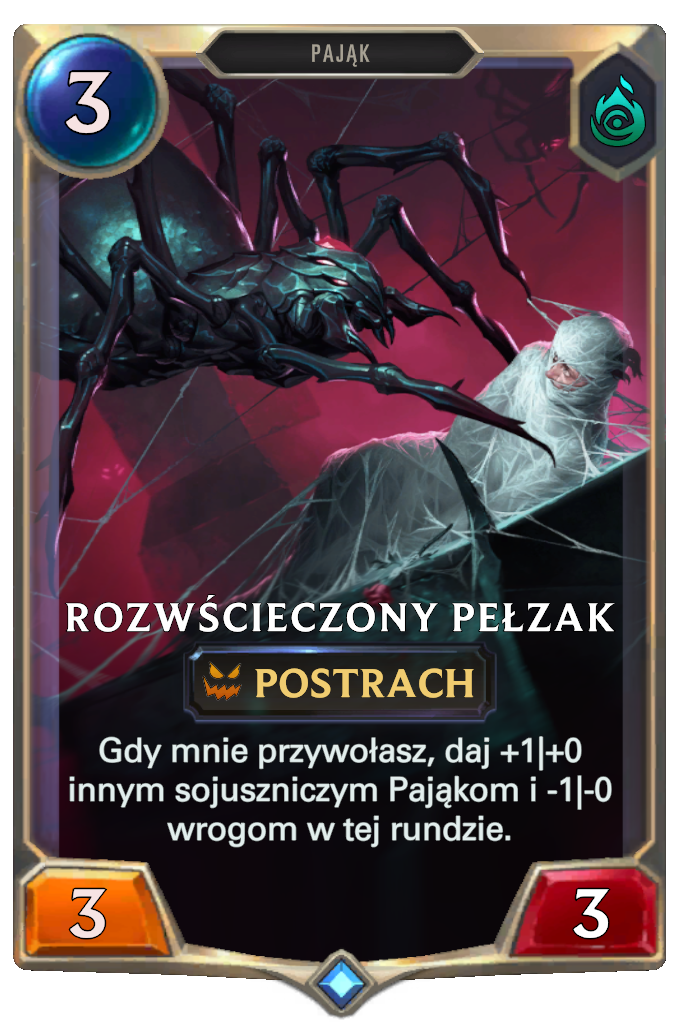 3
PAJĄK
ROZWŚCIECZONY PEŁZAK
POSTRACH
Gdy mnie przywołasz, daj +1|+0
innym sojuszniczym Pająkom i -1|-0
wrogom w tej rundzie.
3
3